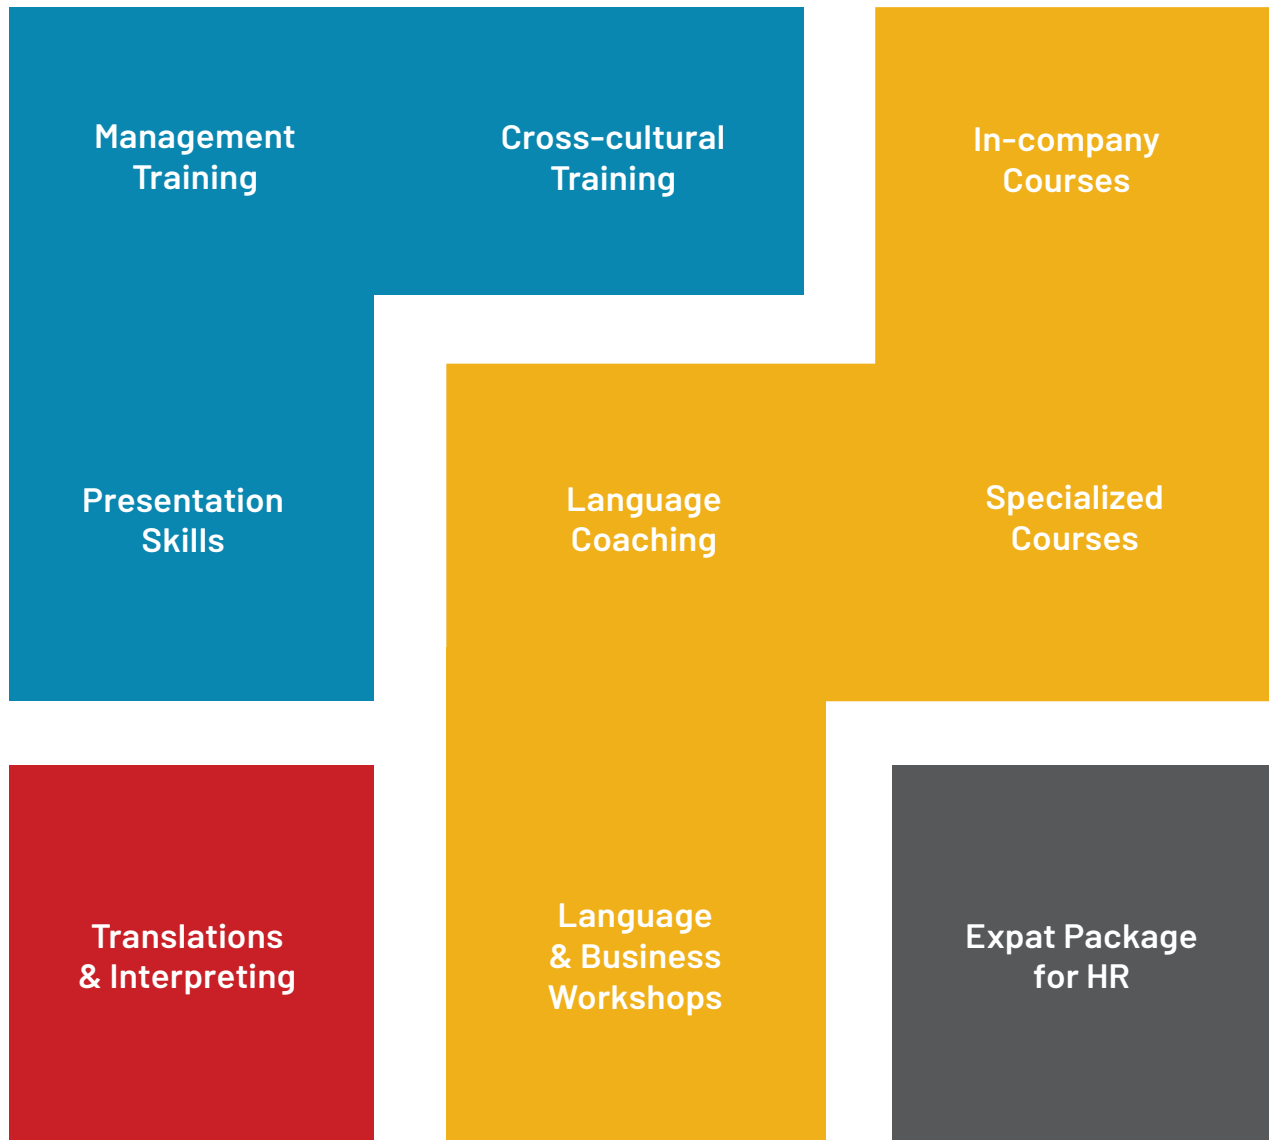 Management
Training
Cross-cultural
Training
In-company
Courses
Presentation
Skills
Language
Coaching
Specialized
Courses
Translations
& Interpreting
Language
& Business
Workshops
Expat Package
for HR